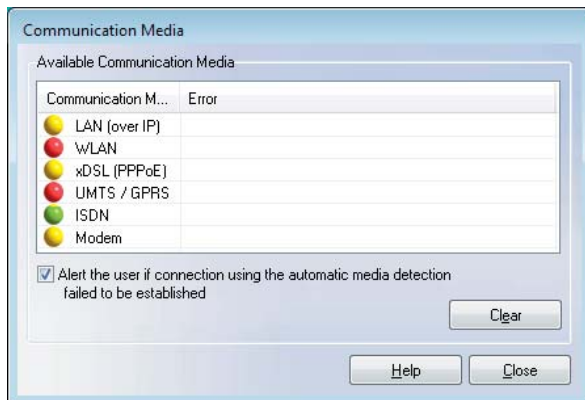 Communication Media
Available Communication Media
Communication M... Error
LAN (over IP)
WLAN
xDSL (PPPoE)
UMTS / GPRS
ISDN
Modem
Alert the user if connection using the automatic media detection
failed to be established
Clear
Help Close